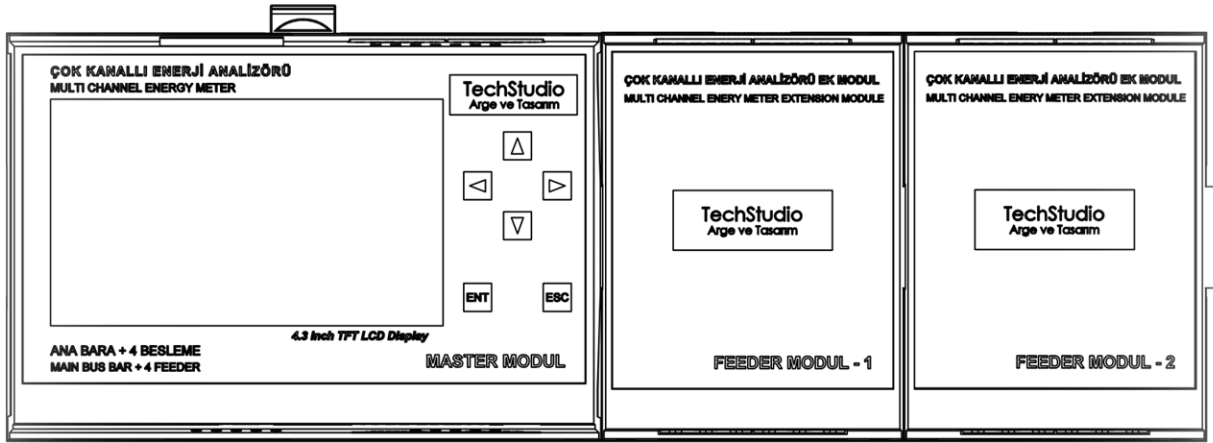 ÇOK KANALLI ENERJİ ANALİZÖRÜ
MULTI CHANNEL ENERGY METER
TechStudio
Arge ve Tasarım
ENT
ESC
4.3 Inch TFT LCD Display
ANA BARA + 4 BESLEME
MAIN BUS BAR + 4 FEEDER
MASTER MODUL
ÇOK KANALLI ENERJİ ANALİZÖRÜ EK MODUL
MULTI CHANNEL ENERY METER EXTENSION MODULE
TechStudio
Arge ve Tasarım
FEEDER MODUL - 1
ÇOK KANALLI ENERJİ ANALİZÖRÜ EK MODUL
MULTI CHANNEL ENERY METER EXTENSION MODULE
TechStudio
Arge ve Tasarım
FEEDER MODUL - 2